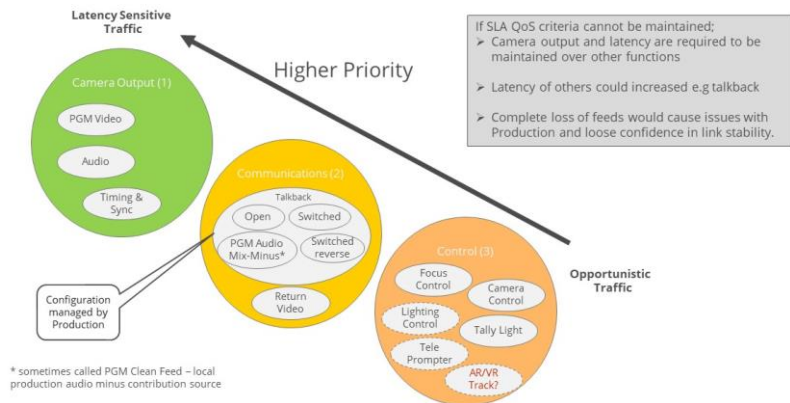 Latency Sensitive
Traffic
If SLA QoS criteria cannot be maintained;
➢ Camera output and latency are required to be
maintained over other functions
➢ Latency of others could increased e.g talkback
➢ Complete loss of feeds would cause issues with
Production and loose confidence in link stability.
Higher Priority
Camera Output (1)
PGM Video
Audio
Timing &
Sync
Communications (2)
Talkback
Open
Switched
PGM Audio
Mix-Minus*
Switched
reverse
Return
Video
Control (3)
Focus
Control
Camera
Control
Lighting
Control
Tally Light
Tele
Prompter
AR/VR
Track?
Opportunistic
Traffic
Configuration
managed by
Production
* sometimes called PGM Clean Feed – local
production audio minus contribution source